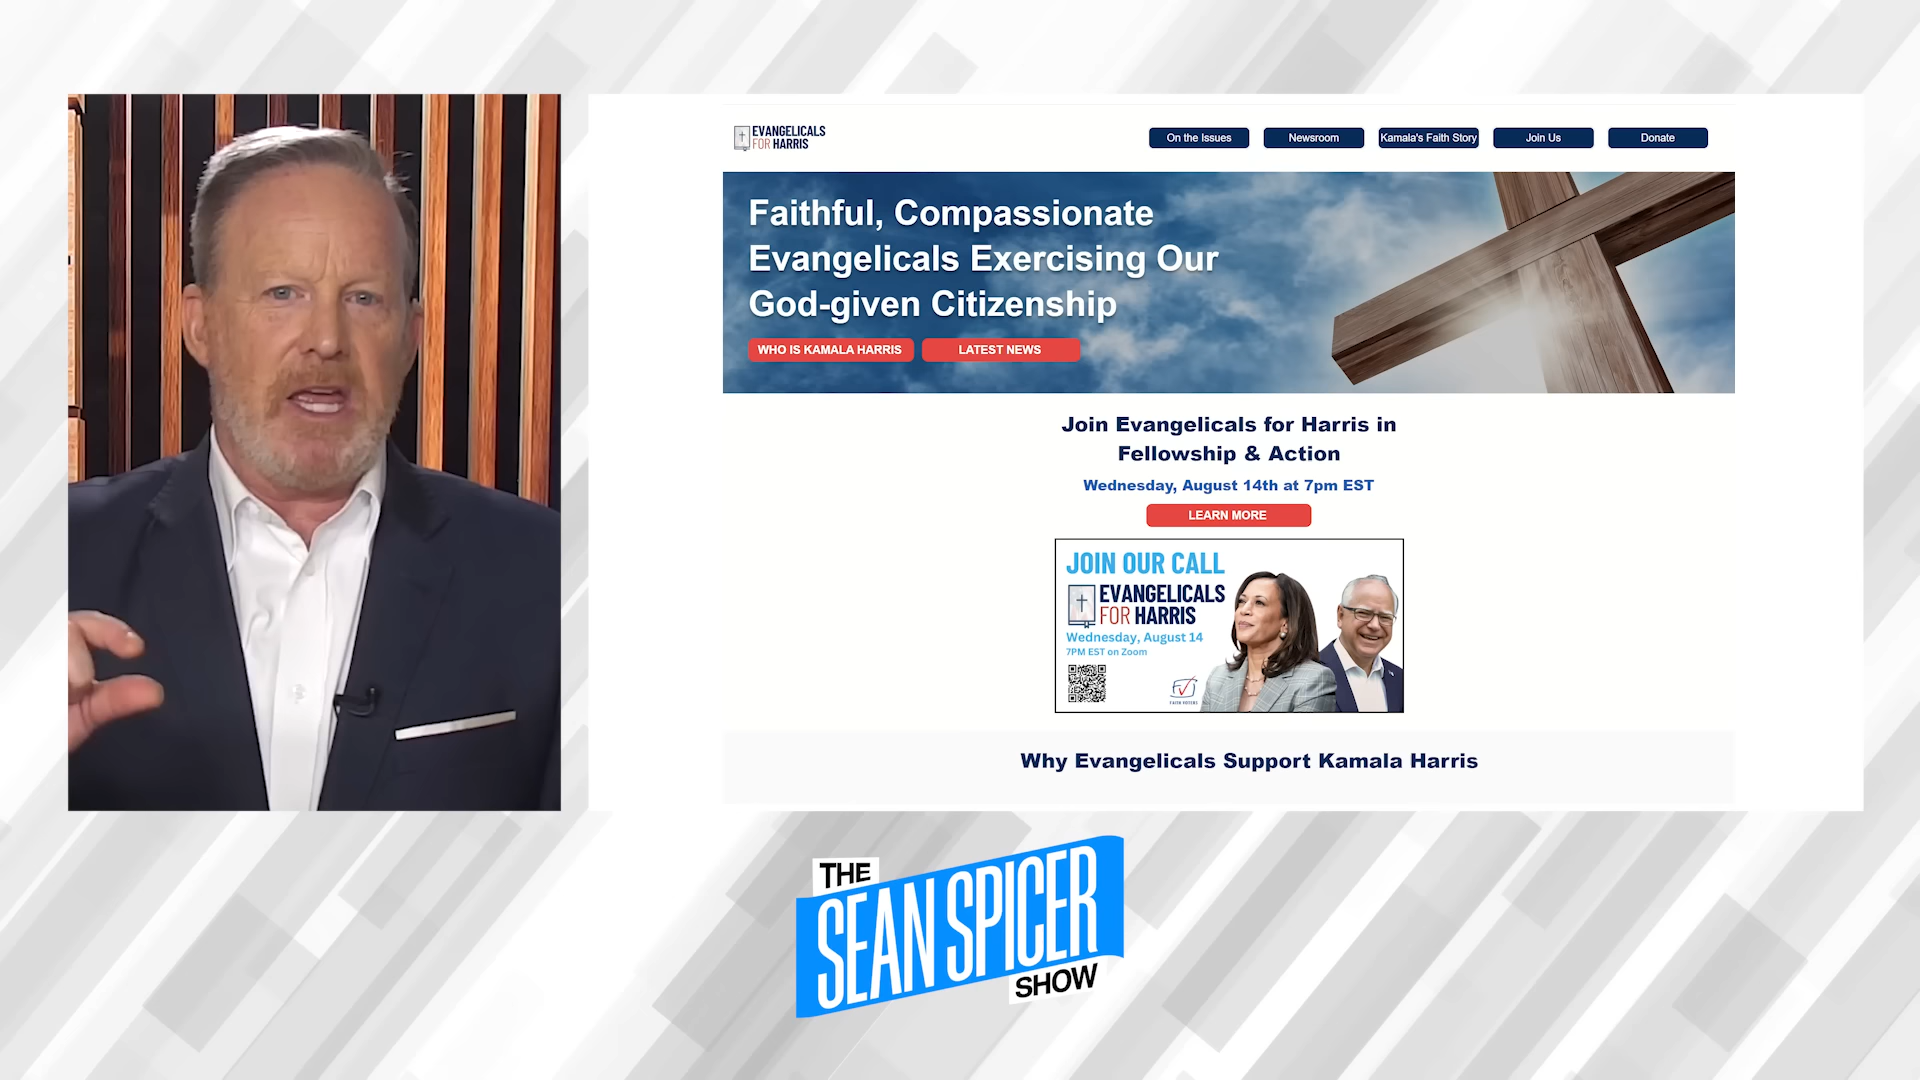 EVANGELICALS
FOR HARRIS
On the Issues
Newsroom
Kamala's Faith Story
Join Us
Donate
Faithful, Compassionate
Evangelicals Exercising Our
God-given Citizenship
WHO IS KAMALA HARRIS
LATEST NEWS
Join Evangelicals for Harris in
Fellowship & Action
Wednesday, August 14th at 7pm EST
LEARN MORE
JOIN OUR CALL
EVANGELICALS
FOR HARRIS
Wednesday, August 14
7PM EST on Zoom
FAITH VOTERS
Why Evangelicals Support Kamala Harris
THE
SEAN SPICER
SHOW